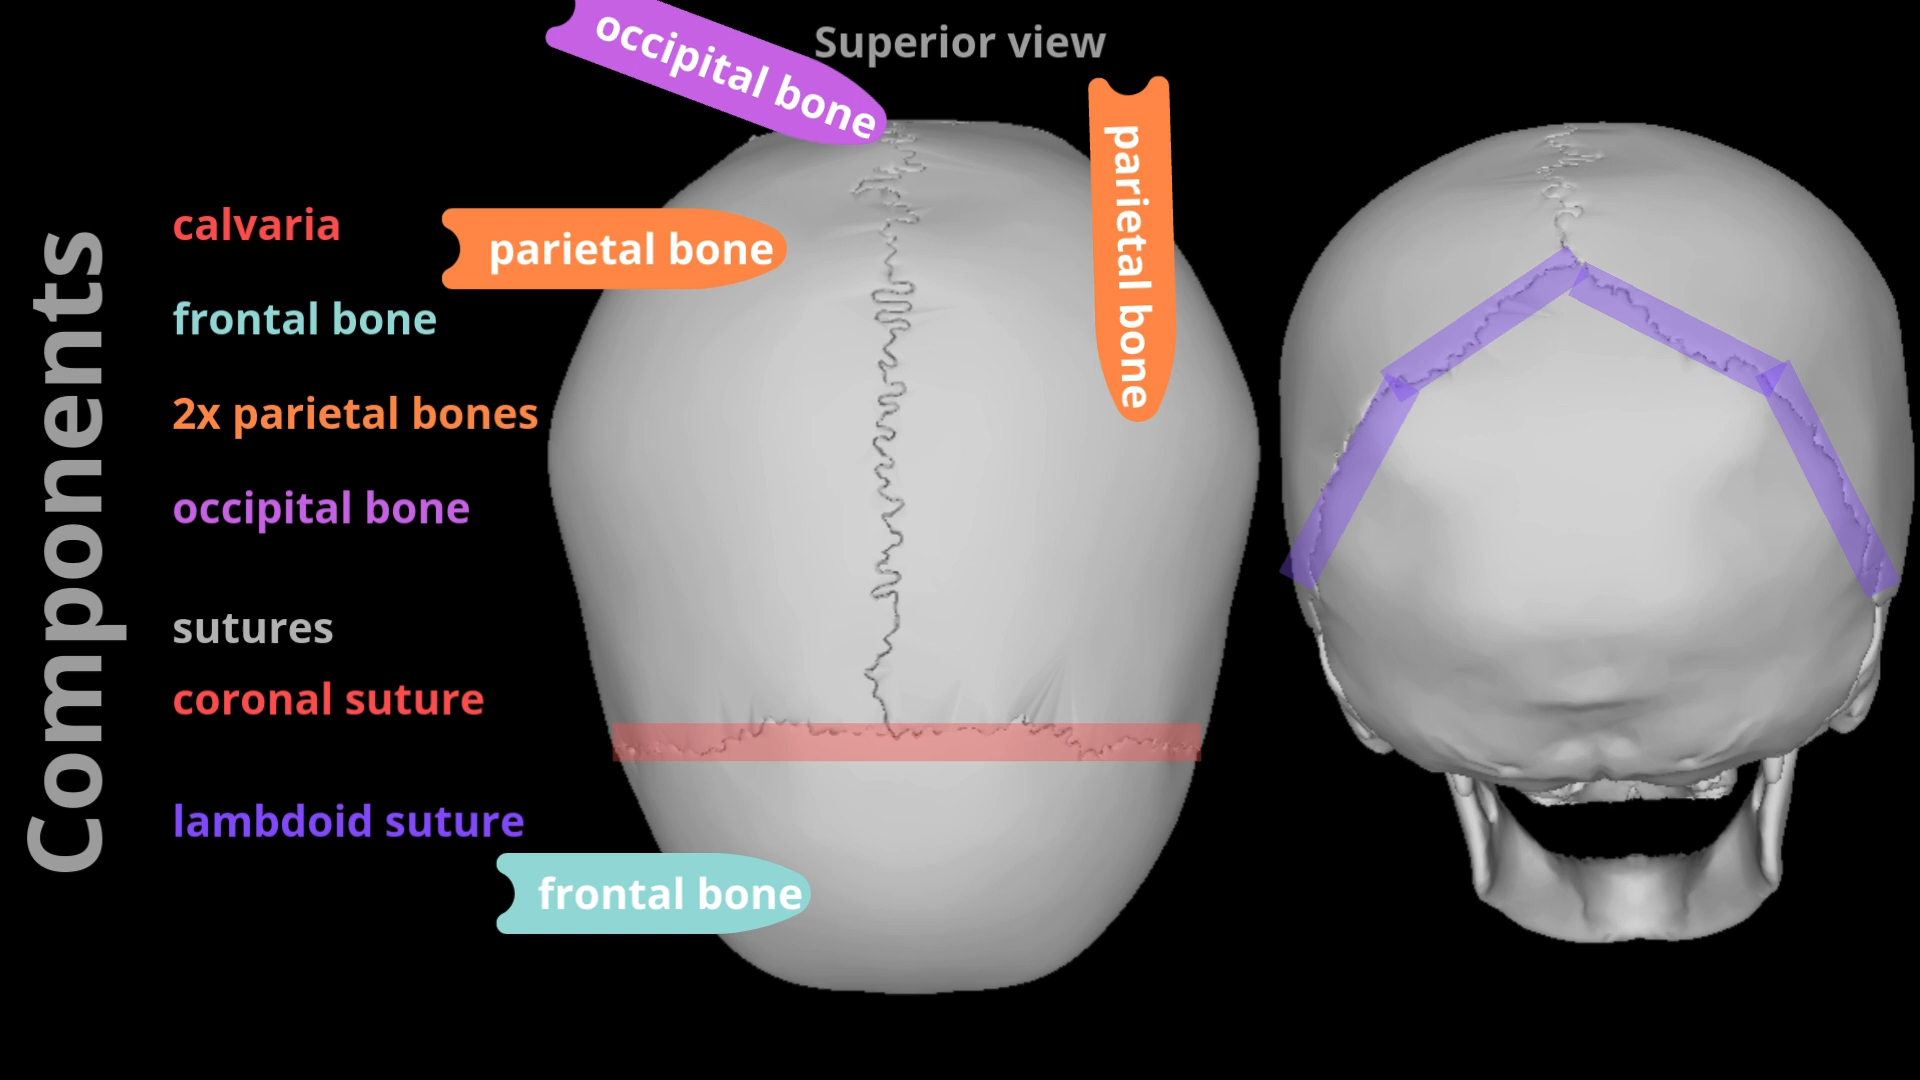 Superior view
Components
calvaria
frontal bone
2x parietal bones
occipital bone
sutures
coronal suture
lambdoid suture
occipital bone
parietal bone
parietal bone
frontal bone